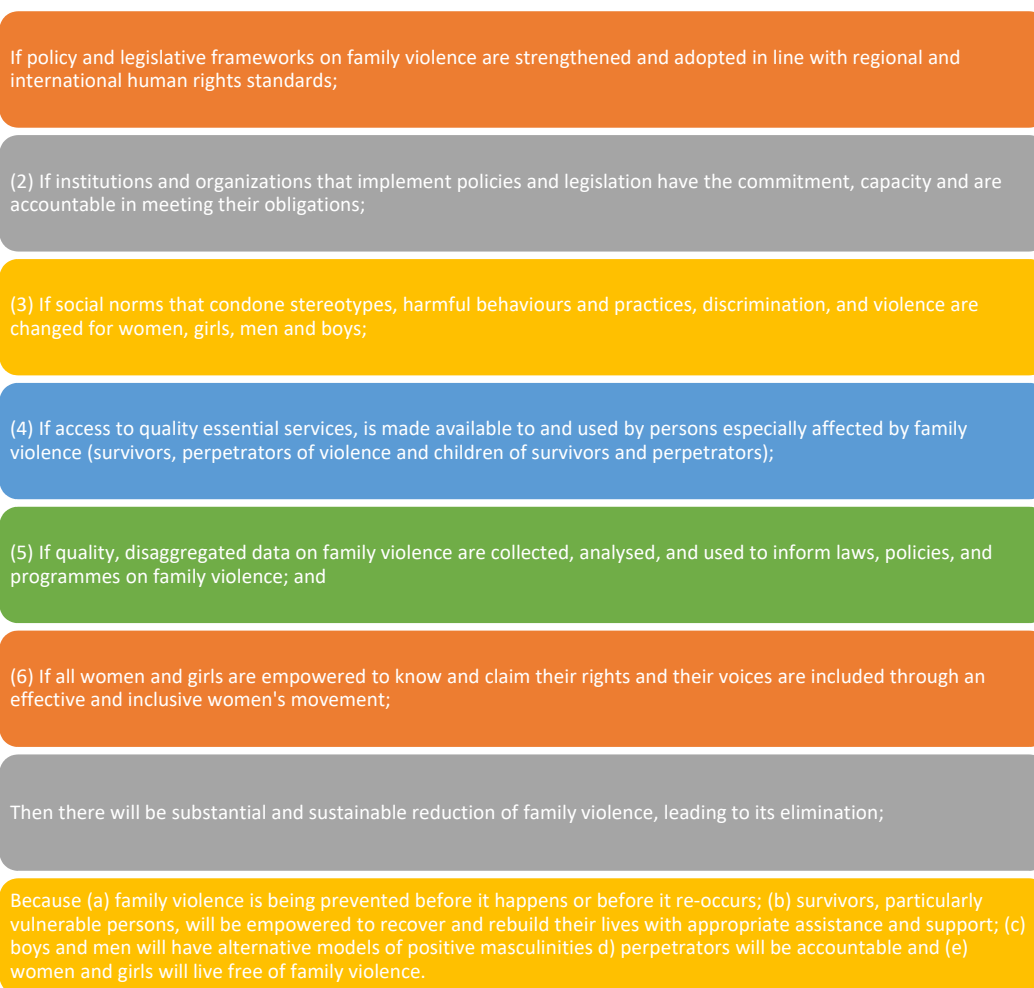 If policy and legislative frameworks on family violence are strengthened and adopted in line with regional and
international human rights standards;
(2) If institutions and organizations that implement policies and legislation have the commitment, capacity and are
accountable in meeting their obligations;
(3) If social norms that condone stereotypes, harmful behaviours and practices, discrimination, and violence are
changed for women, girls, men and boys;
(4) If access to quality essential services, is made available to and used by persons especially affected by family
violence (survivors, perpetrators of violence and children of survivors and perpetrators);
(5) If quality, disaggregated data on family violence are collected, analysed, and used to inform laws, policies, and
programmes on family violence; and
(6) If all women and girls are empowered to know and claim their rights and their voices are included through an
effective and inclusive women's movement;
Then there will be substantial and sustainable reduction of family violence, leading to its elimination;
Because (a) family violence is being prevented before it happens or before it re-occurs; (b) survivors, particularly
vulnerable persons, will be empowered to recover and rebuild their lives with appropriate assistance and support; (c)
boys and men will have alternative models of positive masculinities d) perpetrators will be accountable and (e)
women and girls will live free of family violence.